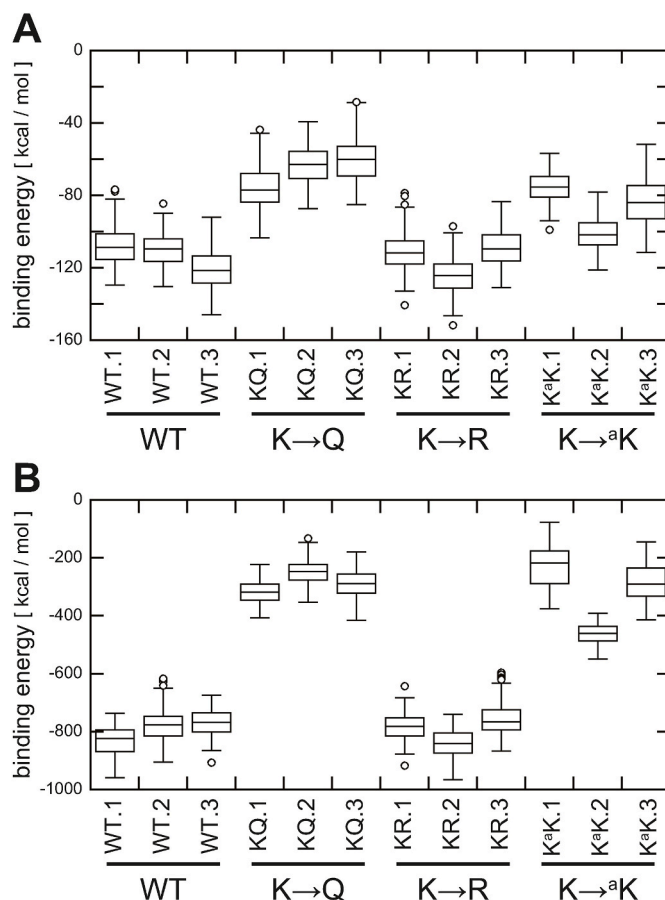 A
binding energy [ kcal / mol ]
0
-40
-80
-120
-160
WT.1 WT.2 WT.3 KQ.1 KQ.2 KQ.3 KR.1 KR.2 KR.3 KᵃK.1 KᵃK.2 KᵃK.3
WT K→Q K→R K→ᵃK
B
binding energy [ kcal / mol ]
0
-200
-400
-600
-800
-1000
WT.1 WT.2 WT.3 KQ.1 KQ.2 KQ.3 KR.1 KR.2 KR.3 KᵃK.1 KᵃK.2 KᵃK.3
WT K→Q K→R K→ᵃK